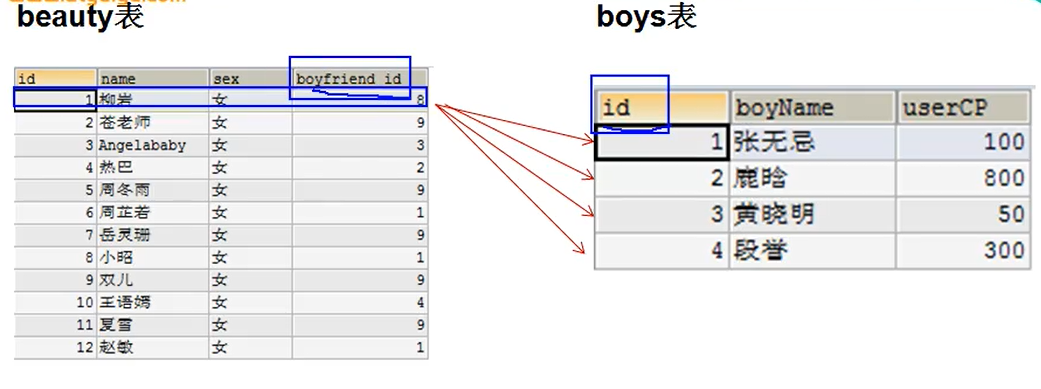 beauty表
boys表
id name sex boyfriend_id
1 柳岩 女 8
2 苍老师 女 9
3 Angelababy 女 3
4 热巴 女 2
5 周冬雨 女 9
6 周芷若 女 1
7 岳灵珊 女 9
8 小昭 女 1
9 双儿 女 9
10 王语嫣 女 4
11 夏雪 女 9
12 赵敏 女 1
id boyName userCP
1 张无忌 100
2 鹿晗 800
3 黄晓明 50
4 段誉 300